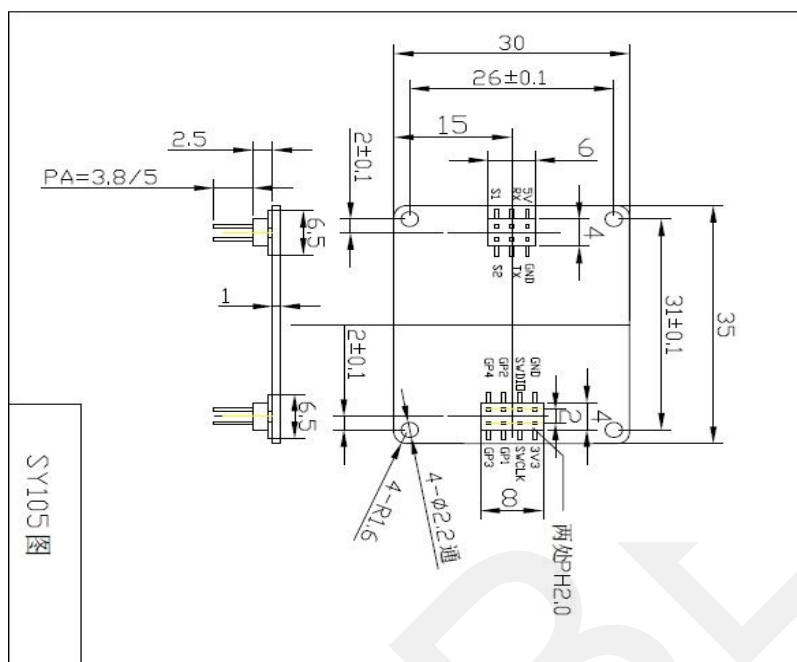 30
26±0.1
15
6
2.5
PA=3.8/5
2±0.1
6.5
S1
RX
5V
4
S2
TX
GND
1
31±0.1
35
2±0.1
GP4
GP2
SWDIO
GND
6.5
2
4
GP3
GP1
SWCLK
3V3
8
4-R1.6
4-Ø2.2通
两处PH2.0
SY105图